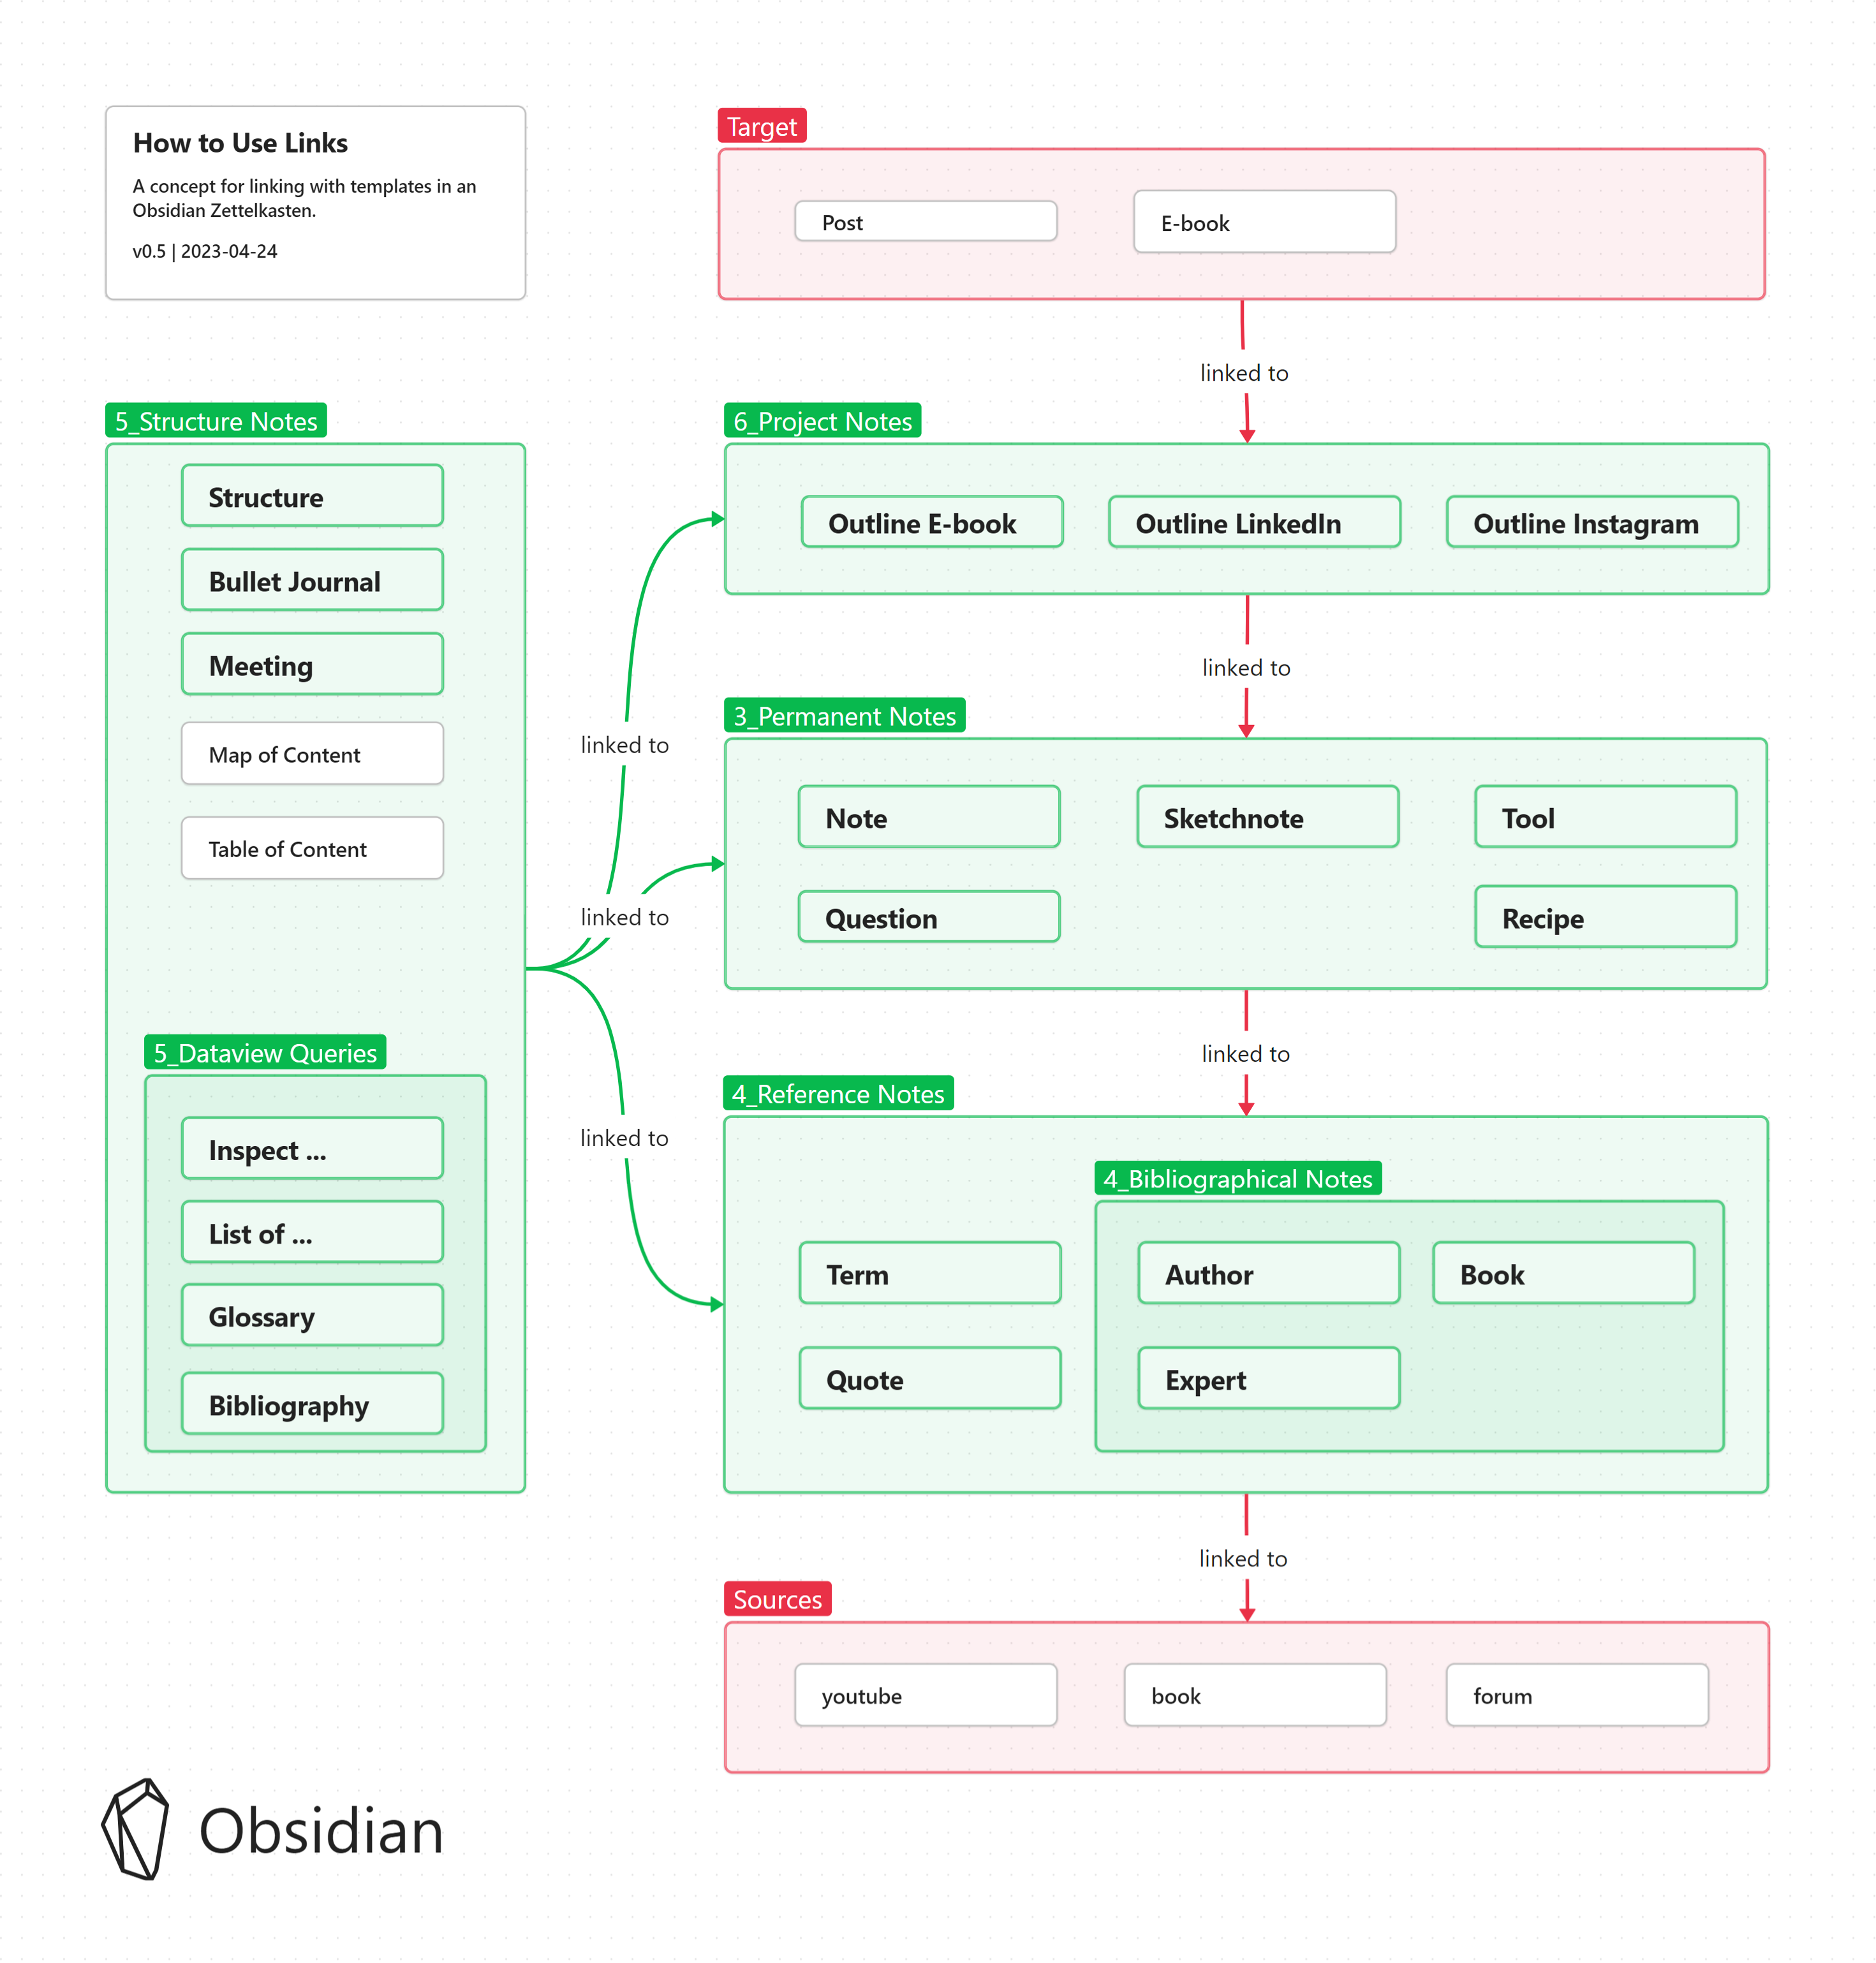 How to Use Links
A concept for linking with templates in an
Obsidian Zettelkasten.
v0.5 | 2023-04-24
Target
Post
E-book
linked to
5_Structure Notes
Structure
Bullet Journal
Meeting
Map of Content
Table of Content
5_Dataview Queries
Inspect ...
List of ...
Glossary
Bibliography
linked to
linked to
linked to
6_Project Notes
Outline E-book
Outline LinkedIn
Outline Instagram
linked to
3_Permanent Notes
Note
Sketchnote
Tool
Question
Recipe
linked to
4_Reference Notes
4_Bibliographical Notes
Term
Author
Book
Quote
Expert
linked to
Sources
youtube
book
forum
Obsidian